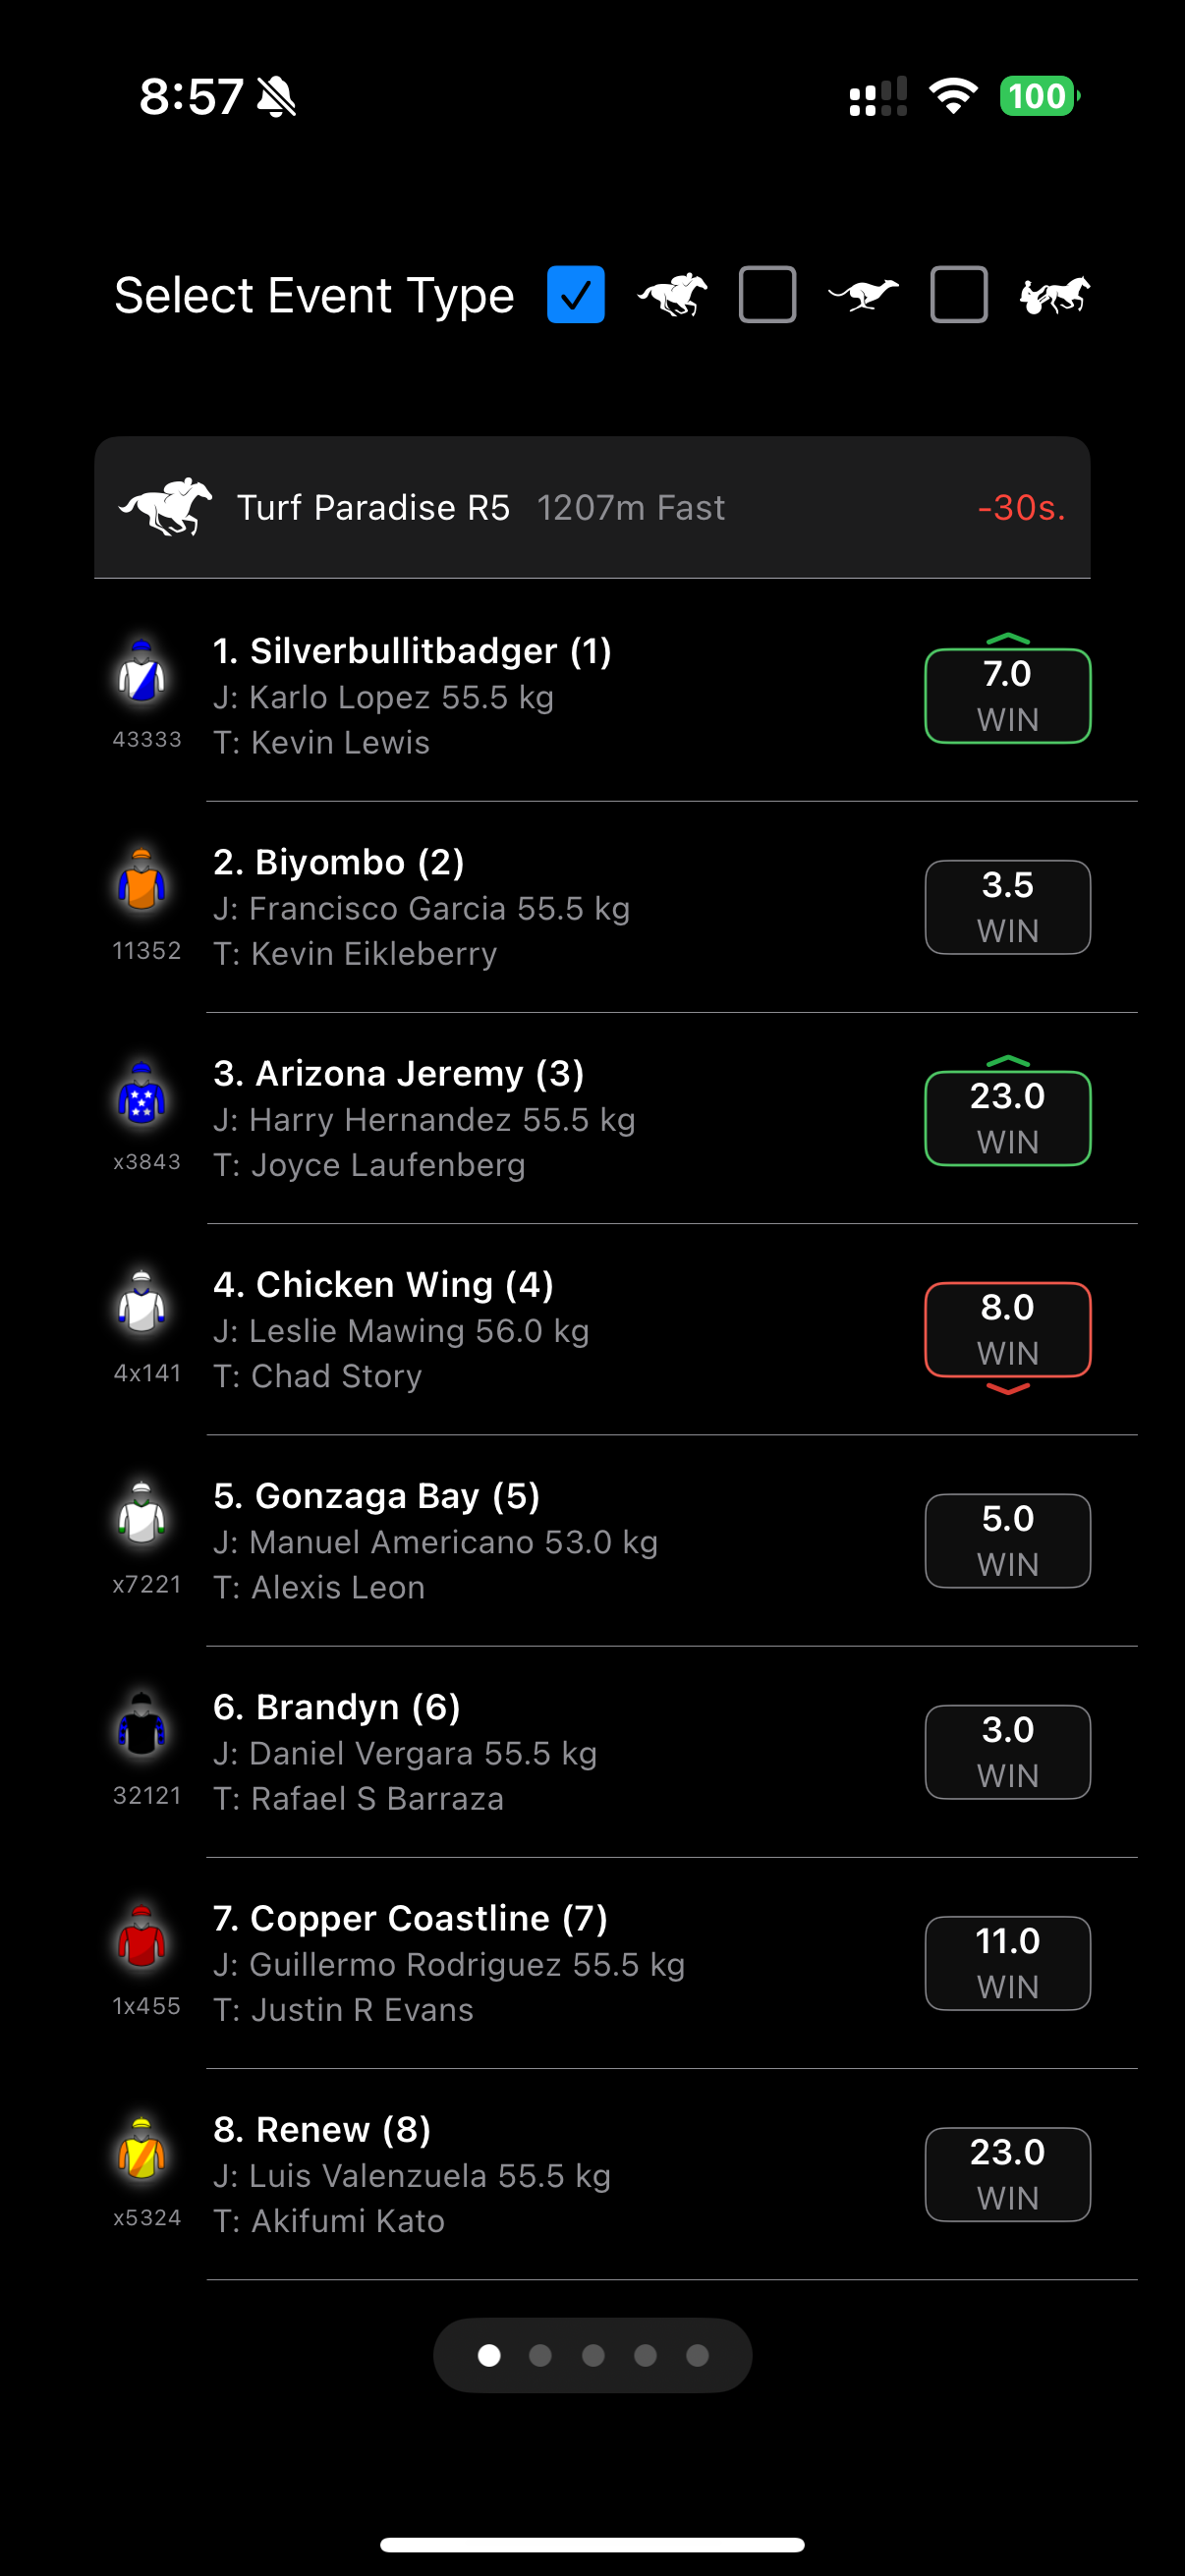 8:57
100
Select Event Type
Turf Paradise R5 1207m Fast -30s.
1. Silverbullitbadger (1)
J: Karlo Lopez 55.5 kg
T: Kevin Lewis
43333
7.0
WIN
2. Biyombo (2)
J: Francisco Garcia 55.5 kg
T: Kevin Eikleberry
11352
3.5
WIN
3. Arizona Jeremy (3)
J: Harry Hernandez 55.5 kg
T: Joyce Laufenberg
x3843
23.0
WIN
4. Chicken Wing (4)
J: Leslie Mawing 56.0 kg
T: Chad Story
4x141
8.0
WIN
5. Gonzaga Bay (5)
J: Manuel Americano 53.0 kg
T: Alexis Leon
x7221
5.0
WIN
6. Brandyn (6)
J: Daniel Vergara 55.5 kg
T: Rafael S Barraza
32121
3.0
WIN
7. Copper Coastline (7)
J: Guillermo Rodriguez 55.5 kg
T: Justin R Evans
1x455
11.0
WIN
8. Renew (8)
J: Luis Valenzuela 55.5 kg
T: Akifumi Kato
x5324
23.0
WIN